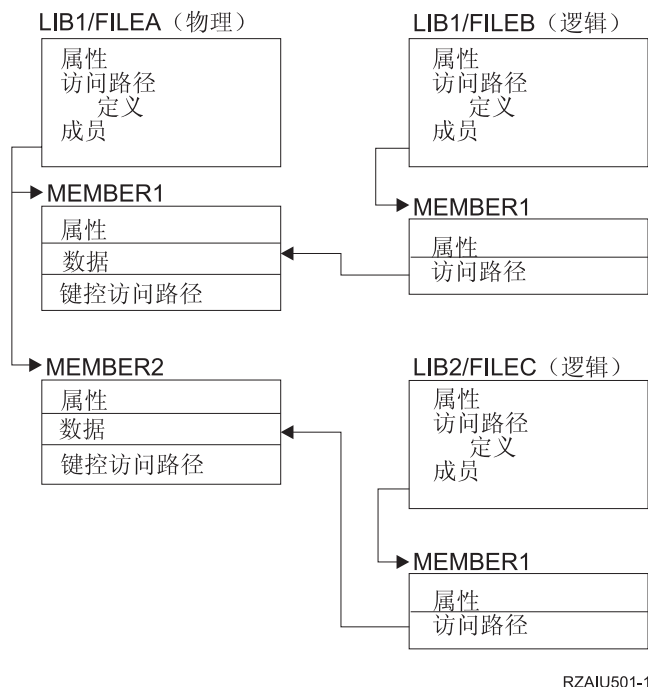 LIB1/FILEA（物理）
属性
访问路径
定义
成员
MEMBER1
属性
数据
键控访问路径
MEMBER2
属性
数据
键控访问路径
LIB1/FILEB（逻辑）
属性
访问路径
定义
成员
MEMBER1
属性
访问路径
LIB2/FILEC（逻辑）
属性
访问路径
定义
成员
MEMBER1
属性
访问路径
RZAIU501-1